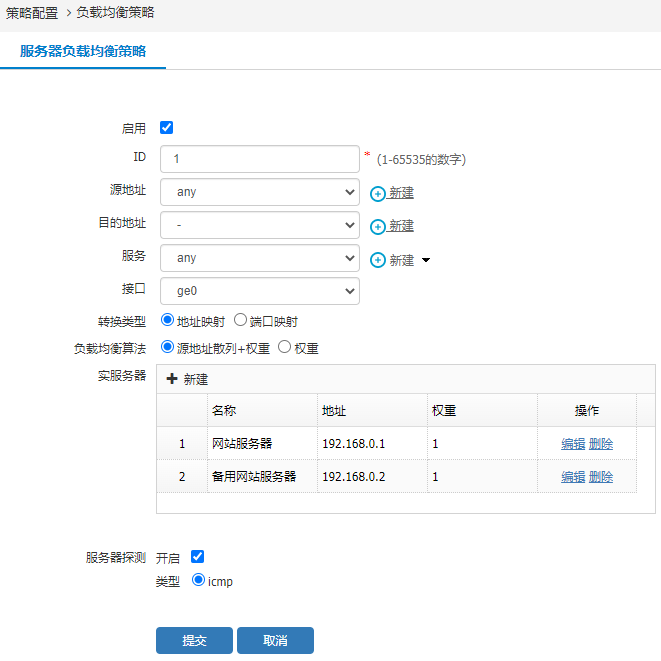 策略配置 > 负载均衡策略
服务器负载均衡策略
启用
ID 1 * (1-65535的数字)
源地址 any 新建
目的地址 - 新建
服务 any 新建
接口 ge0
转换类型 地址映射 端口映射
负载均衡算法 源地址散列+权重 权重
实服务器 + 新建
名称 地址 权重 操作
1 网站服务器 192.168.0.1 1 编辑 删除
2 备用网站服务器 192.168.0.2 1 编辑 删除
服务器探测 开启
类型 icmp
提交 取消